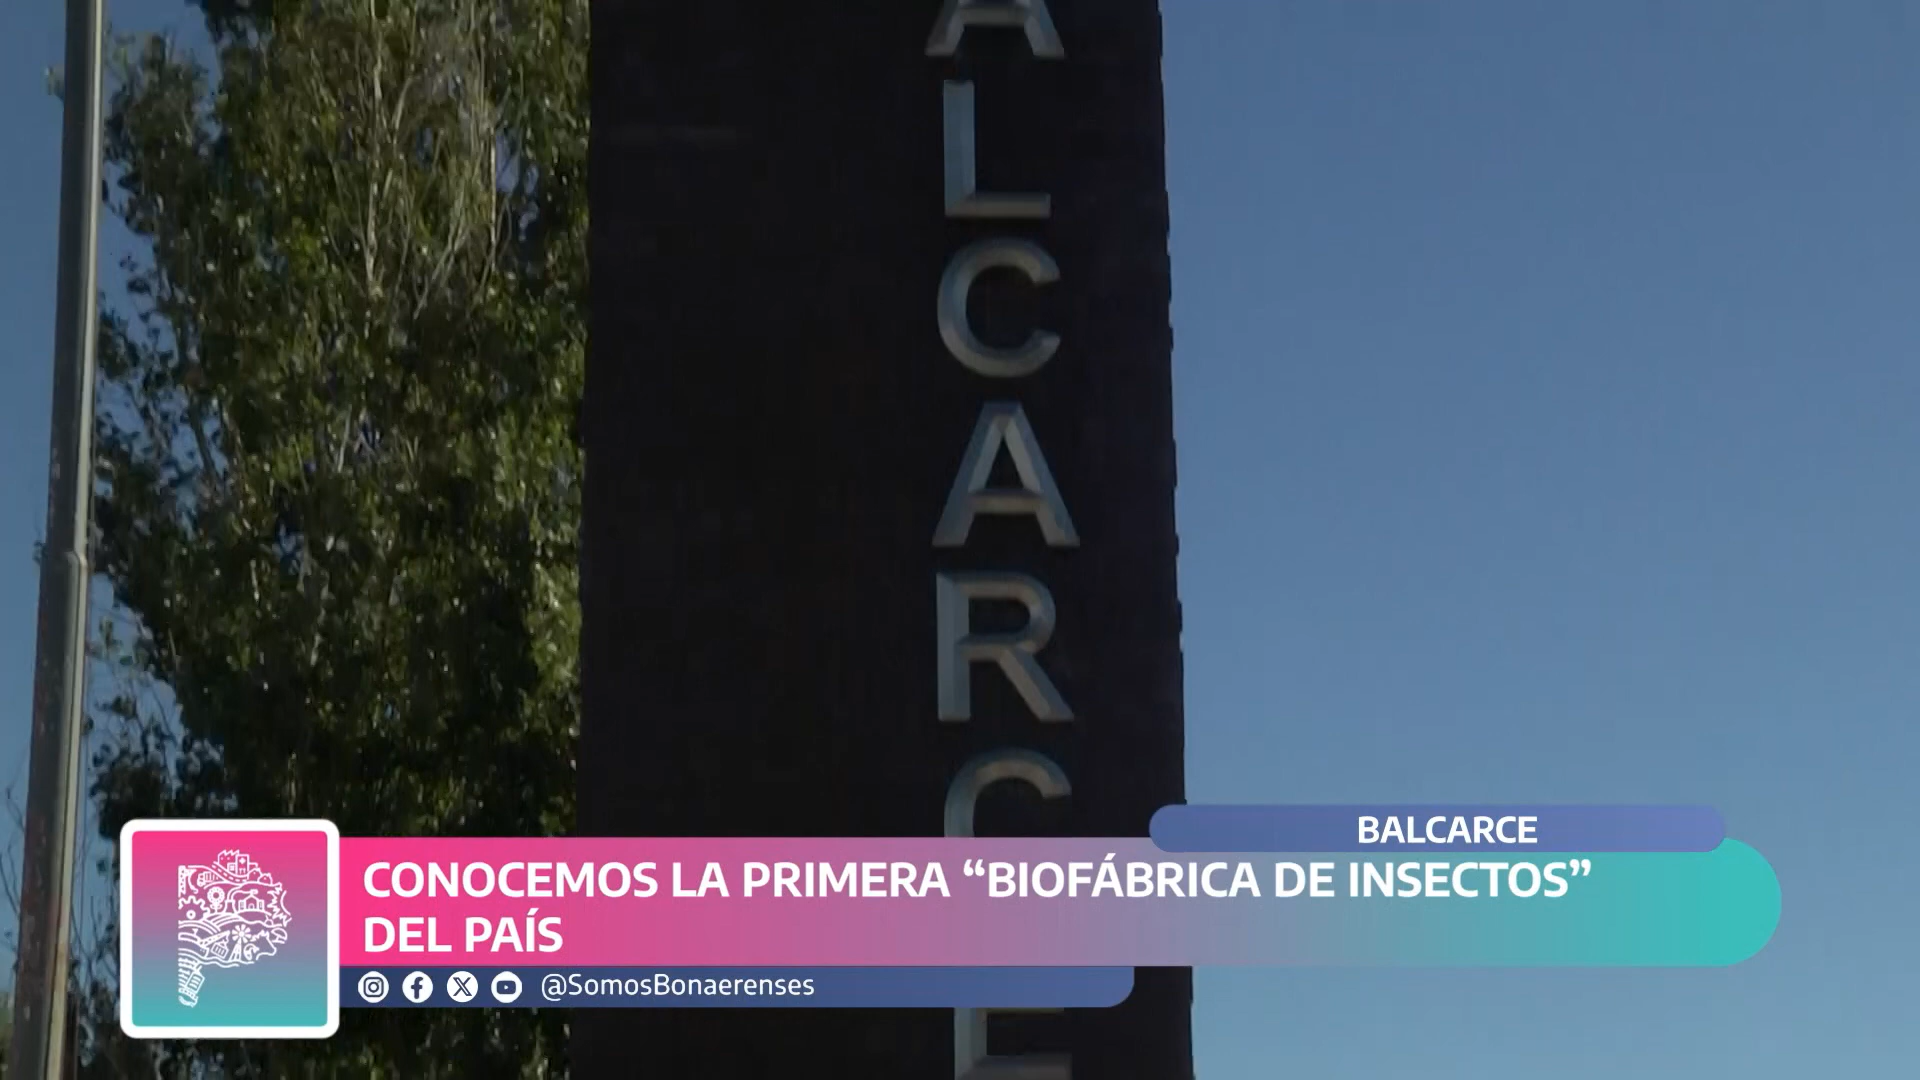 ALCARCE
BALCARCE
CONOCEMOS LA PRIMERA “BIOFÁBRICA DE INSECTOS”
DEL PAÍS
@SomosBonaerenses